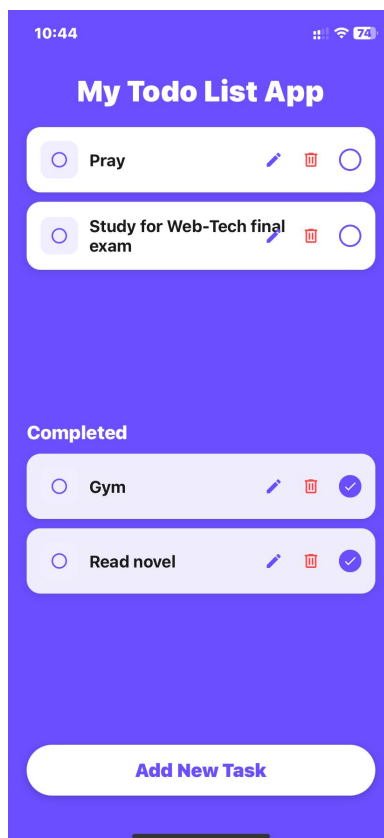 10:44
74
My Todo List App
Pray
Study for Web-Tech final
exam
Completed
Gym
Read novel
Add New Task